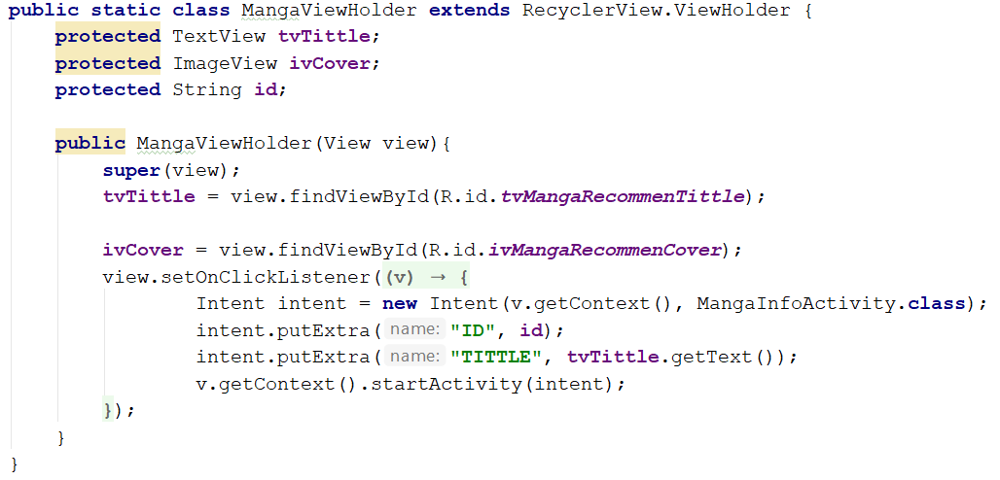 public static class MangaViewHolder extends RecyclerView.ViewHolder {
    protected TextView tvTittle;
    protected ImageView ivCover;
    protected String id;

    public MangaViewHolder(View view){
        super(view);
        tvTittle = view.findViewById(R.id.tvMangaRecommenTittle);

        ivCover = view.findViewById(R.id.ivMangaRecommenCover);
        view.setOnClickListener((v) → {
                Intent intent = new Intent(v.getContext(), MangaInfoActivity.class);
                intent.putExtra( name: "ID", id);
                intent.putExtra( name: "TITTLE", tvTittle.getText());
                v.getContext().startActivity(intent);
        });
    }
}